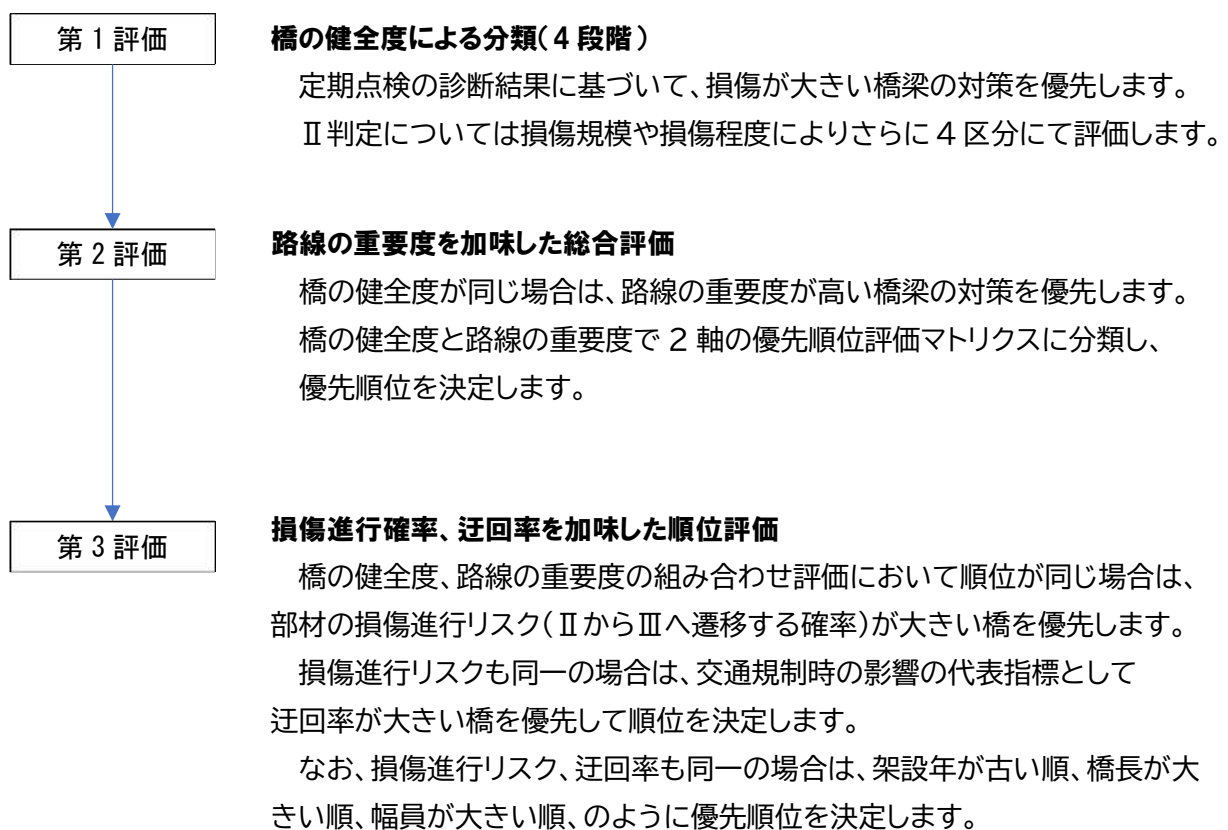 第1評価
橋の健全度による分類(4段階)
定期点検の診断結果に基づいて、損傷が大きい橋梁の対策を優先します。
Ⅱ判定については損傷規模や損傷程度によりさらに4区分にて評価します。
第2評価
路線の重要度を加味した総合評価
橋の健全度が同じ場合は、路線の重要度が高い橋梁の対策を優先します。
橋の健全度と路線の重要度で2軸の優先順位評価マトリクスに分類し、
優先順位を決定します。
第3評価
損傷進行確率、迂回率を加味した順位評価
橋の健全度、路線の重要度の組み合わせ評価において順位が同じ場合は、
部材の損傷進行リスク(ⅡからⅢへ遷移する確率)が大きい橋を優先します。
損傷進行リスクも同一の場合は、交通規制時の影響の代表指標として
迂回率が大きい橋を優先して順位を決定します。
なお、損傷進行リスク、迂回率も同一の場合は、架設年が古い順、橋長が大
きい順、幅員が大きい順、のように優先順位を決定します。